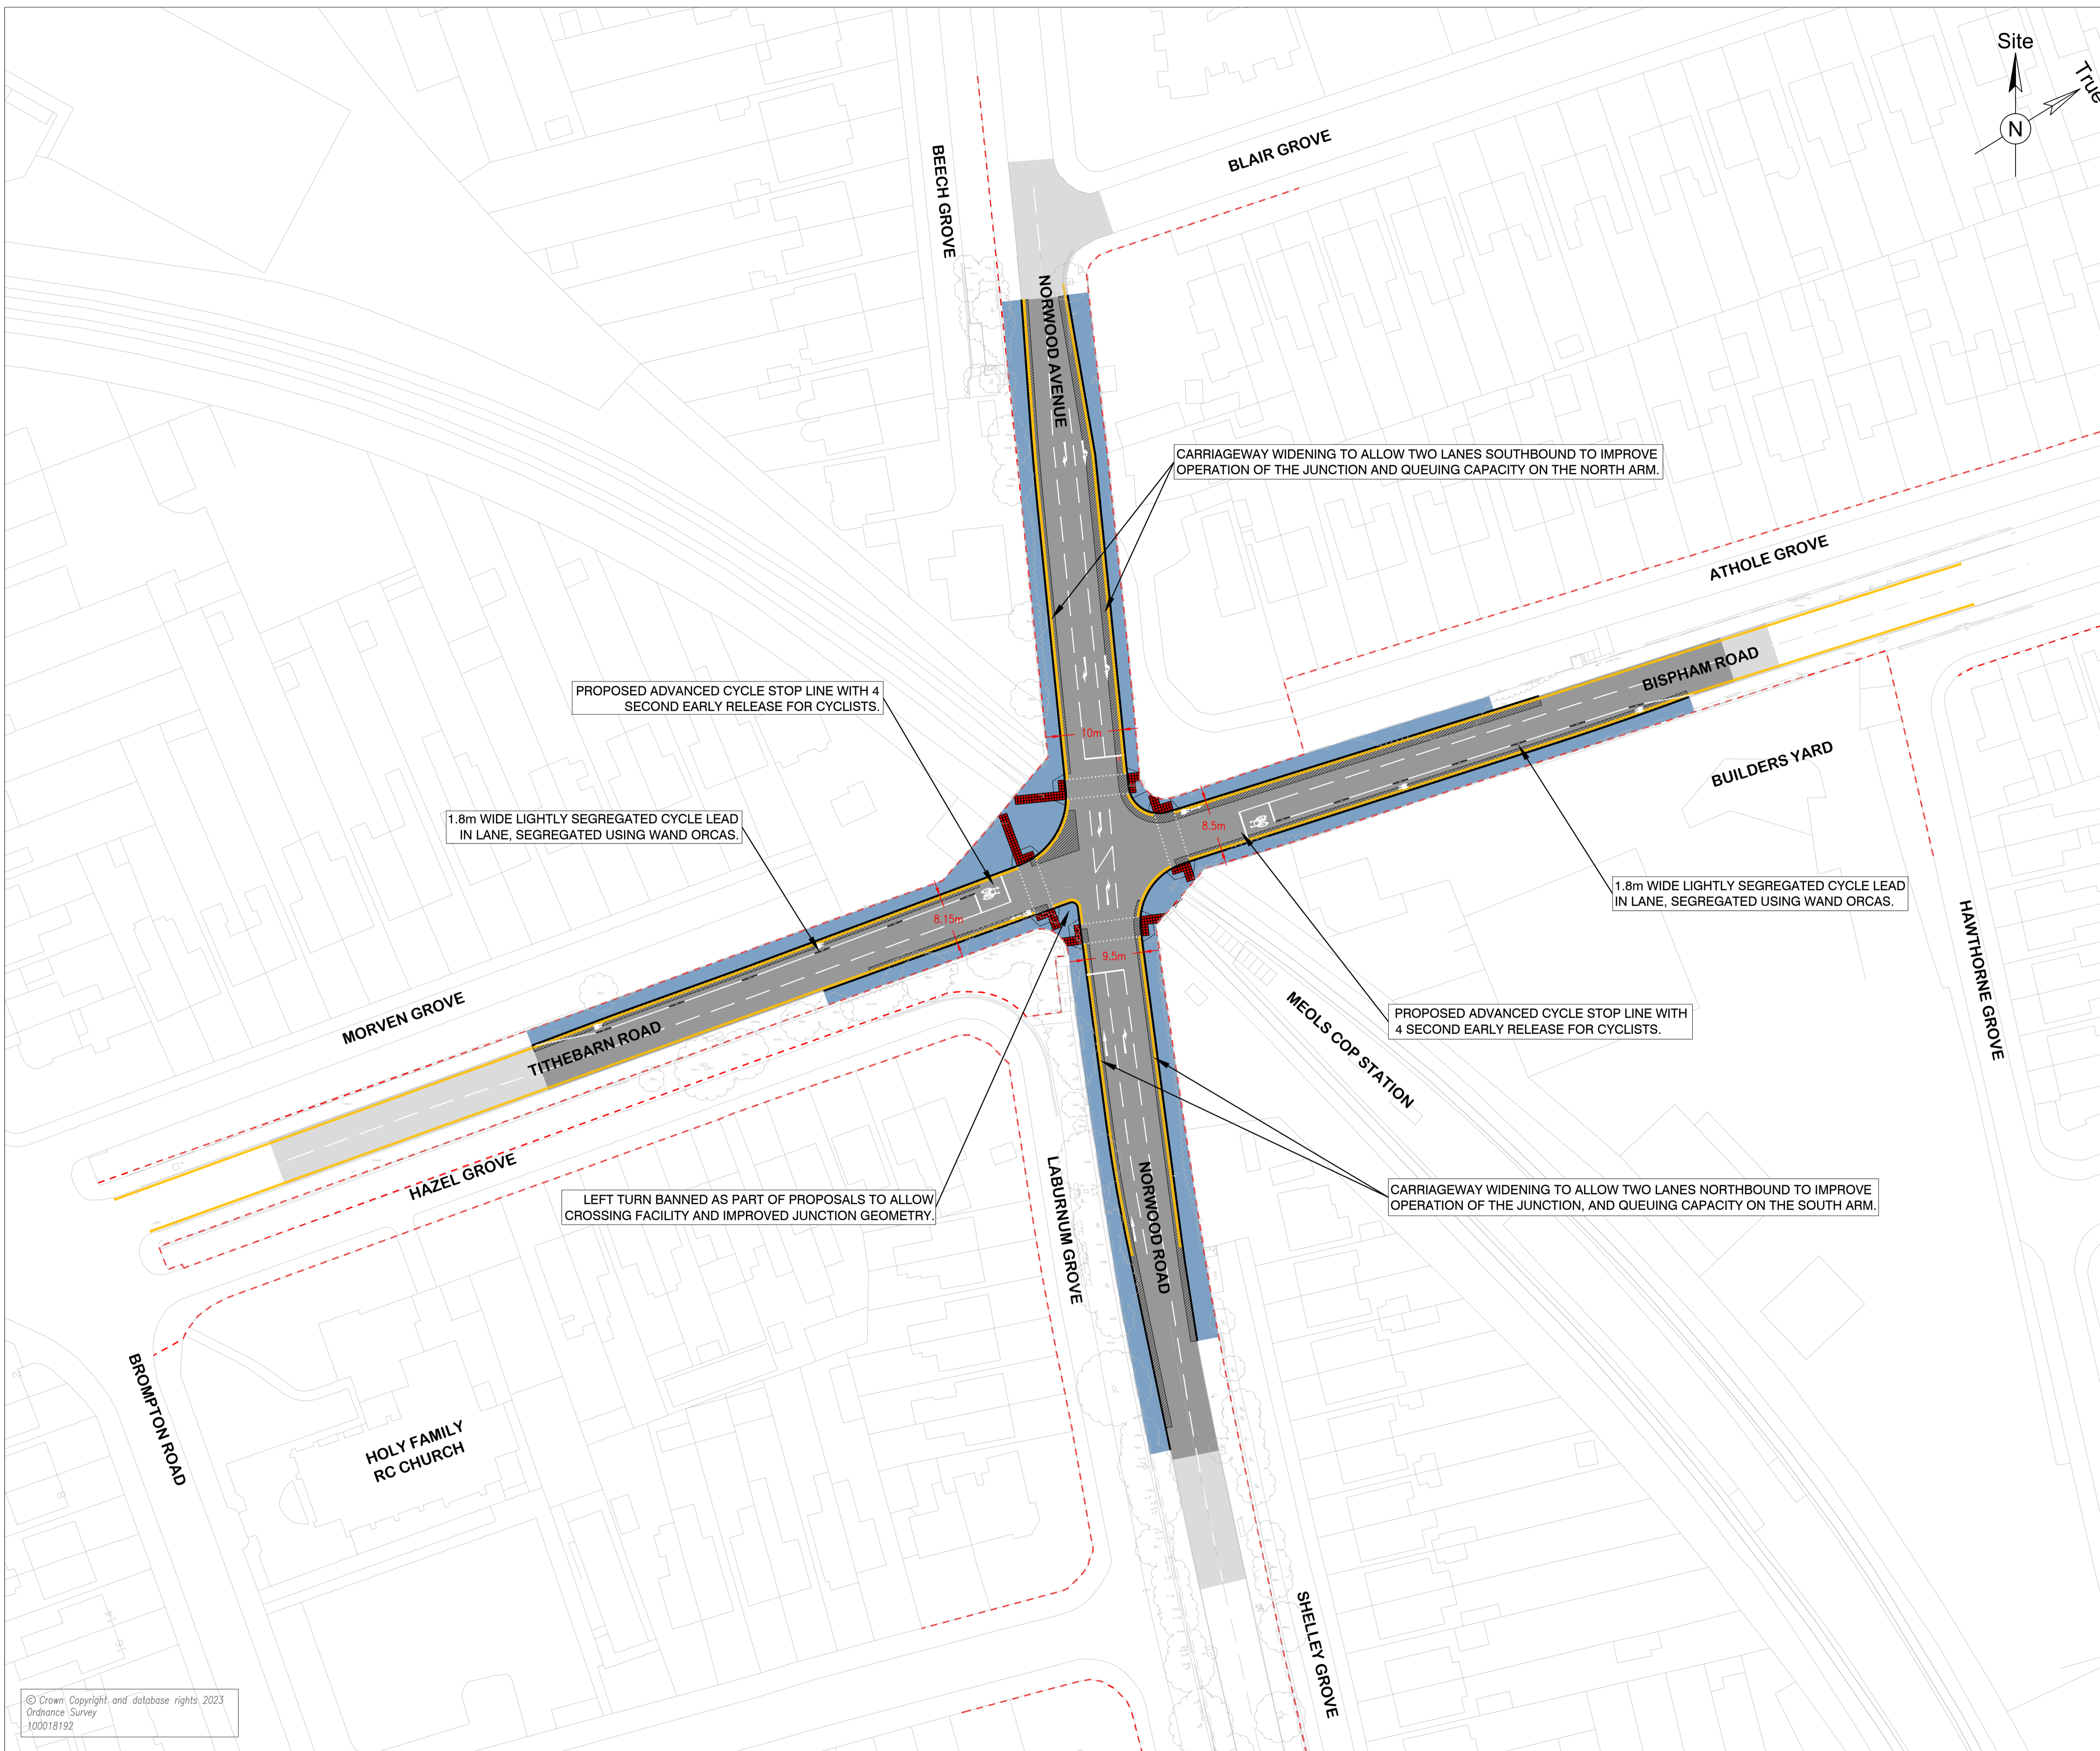 Site
True
N
BLAIR GROVE
BEECH GROVE
NORWOOD AVENUE
CARRIAGEWAY WIDENING TO ALLOW TWO LANES SOUTHBOUND TO IMPROVE
OPERATION OF THE JUNCTION AND QUEUING CAPACITY ON THE NORTH ARM.
ATHOLE GROVE
BISPHAM ROAD
PROPOSED ADVANCED CYCLE STOP LINE WITH 4
SECOND EARLY RELEASE FOR CYCLISTS.
10m
BUILDERS YARD
1.8m WIDE LIGHTLY SEGREGATED CYCLE LEAD
IN LANE, SEGREGATED USING WAND ORCAS.
8.5m
1.8m WIDE LIGHTLY SEGREGATED CYCLE LEAD
IN LANE, SEGREGATED USING WAND ORCAS.
8.15m
HAWTHORNE GROVE
9.5m
MORVEN GROVE
TITHEBARN ROAD
PROPOSED ADVANCED CYCLE STOP LINE WITH
4 SECOND EARLY RELEASE FOR CYCLISTS.
MEOLS COP STATION
HAZEL GROVE
LEFT TURN BANNED AS PART OF PROPOSALS TO ALLOW
CROSSING FACILITY AND IMPROVED JUNCTION GEOMETRY.
CARRIAGEWAY WIDENING TO ALLOW TWO LANES NORTHBOUND TO IMPROVE
OPERATION OF THE JUNCTION, AND QUEUING CAPACITY ON THE SOUTH ARM.
LABURNUM GROVE
NORWOOD ROAD
BROMPTON ROAD
HOLY FAMILY
RC CHURCH
SHELLEY GROVE
© Crown Copyright and database rights 2023
Ordnance Survey
100018192